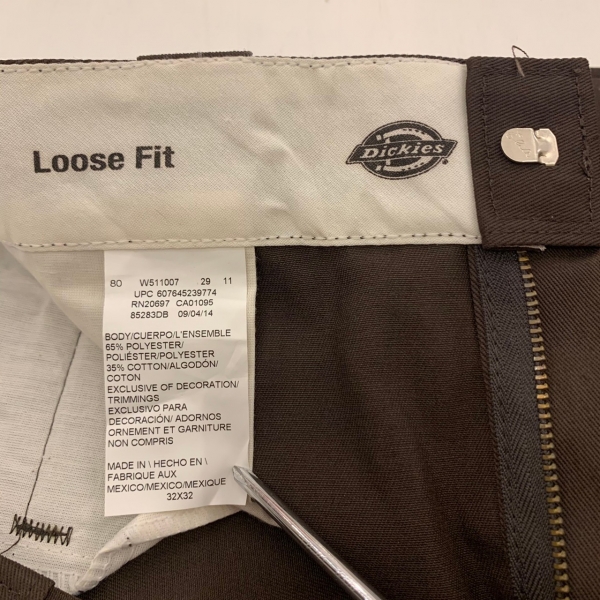 Loose Fit
Dickies
80 W511007 29 11
UPC 607645239774
RN20697 CA01095
85283DB 09/04/14
BODY/CUERPO/L'ENSEMBLE
65% POLYESTER/
POLIÉSTER/POLYESTER
35% COTTON/ALGODÓN/
COTON
EXCLUSIVE OF DECORATION/
TRIMMINGS
EXCLUSIVO PARA
DECORACIÓN/ ADORNOS
ORNEMENT ET GARNITURE
NON COMPRIS
MADE IN \ HECHO EN \
FABRIQUE AUX
MEXICO/MEXICO/MEXIQUE
32X32